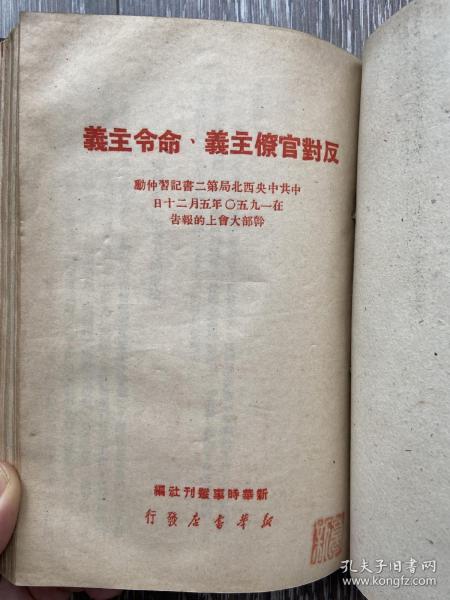 反對官僚主義、命令主義
中共中央西北局第二書記習仲勳
在一九五〇年五月二十日
幹部大會上的報告
新華時事叢刊社編
新華書店發行
孔夫子旧书网
www.kongfz.com